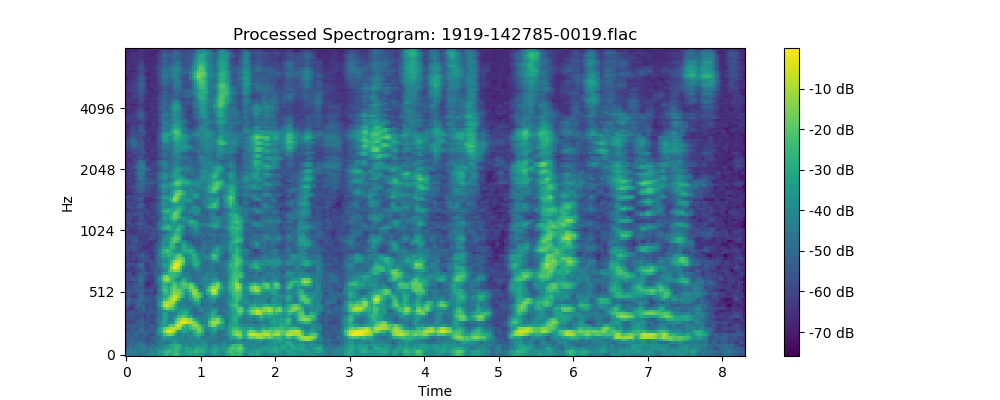 Processed Spectrogram: 1919-142785-0019.flac
Hz
4096
2048
1024
512
0
0 1 2 3 4 5 6 7 8
Time
-10 dB
-20 dB
-30 dB
-40 dB
-50 dB
-60 dB
-70 dB